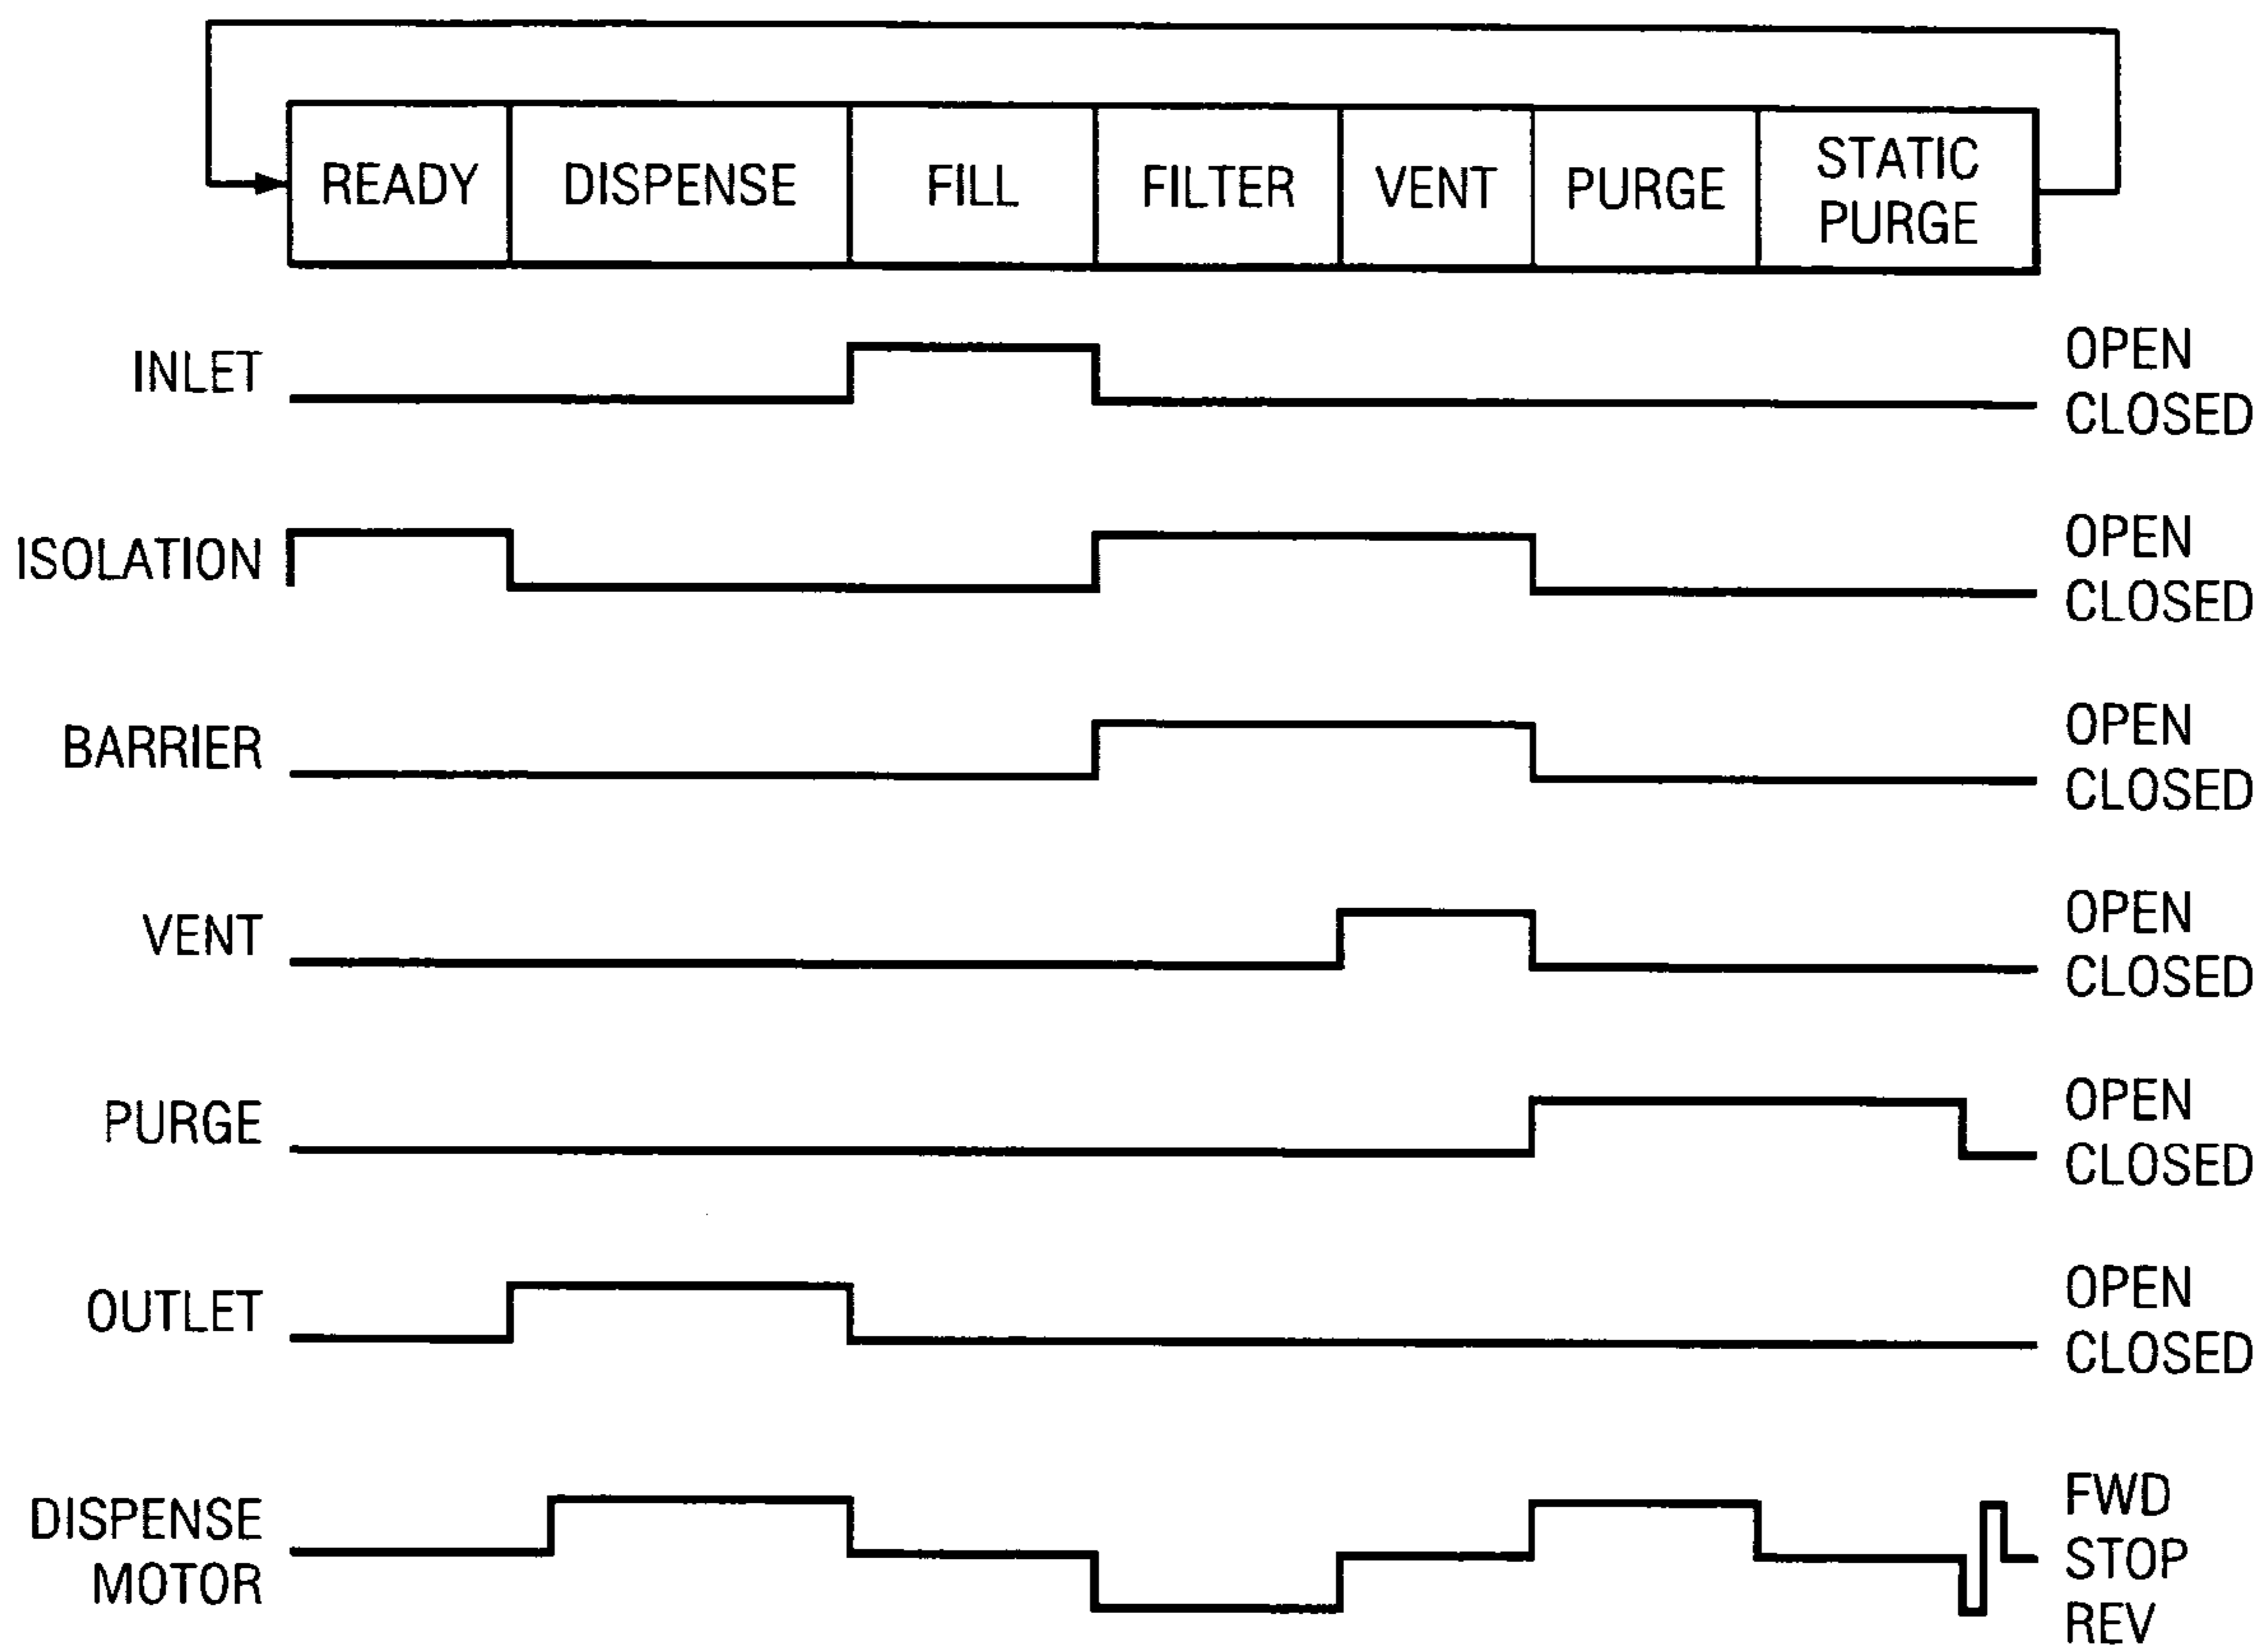 READY
DISPENSE
FILL
FILTER
VENT
PURGE
STATIC
PURGE
INLET
OPEN
CLOSED
ISOLATION
OPEN
CLOSED
BARRIER
OPEN
CLOSED
VENT
OPEN
CLOSED
PURGE
OPEN
CLOSED
OUTLET
OPEN
CLOSED
DISPENSE
MOTOR
FWD
STOP
REV